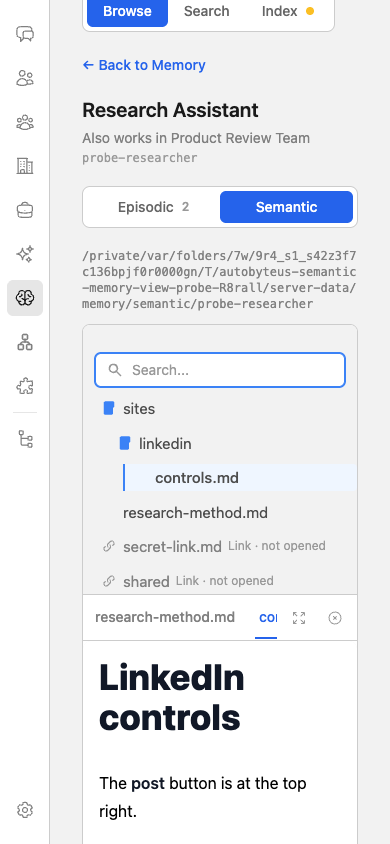 Browse Search Index
← Back to Memory
Research Assistant
Also works in Product Review Team
probe-researcher
Episodic 2 Semantic
/private/var/folders/7w/9r4_s1_s42z3f7
c136bpjf0r0000gn/T/autobyteus-semantic
-memory-view-probe-R8rall/server-data/
memory/semantic/probe-researcher
Search...
sites
linkedin
controls.md
research-method.md
secret-link.md Link · not opened
shared Link · not opened
research-method.md
LinkedIn
controls
The post button is at the top
right.